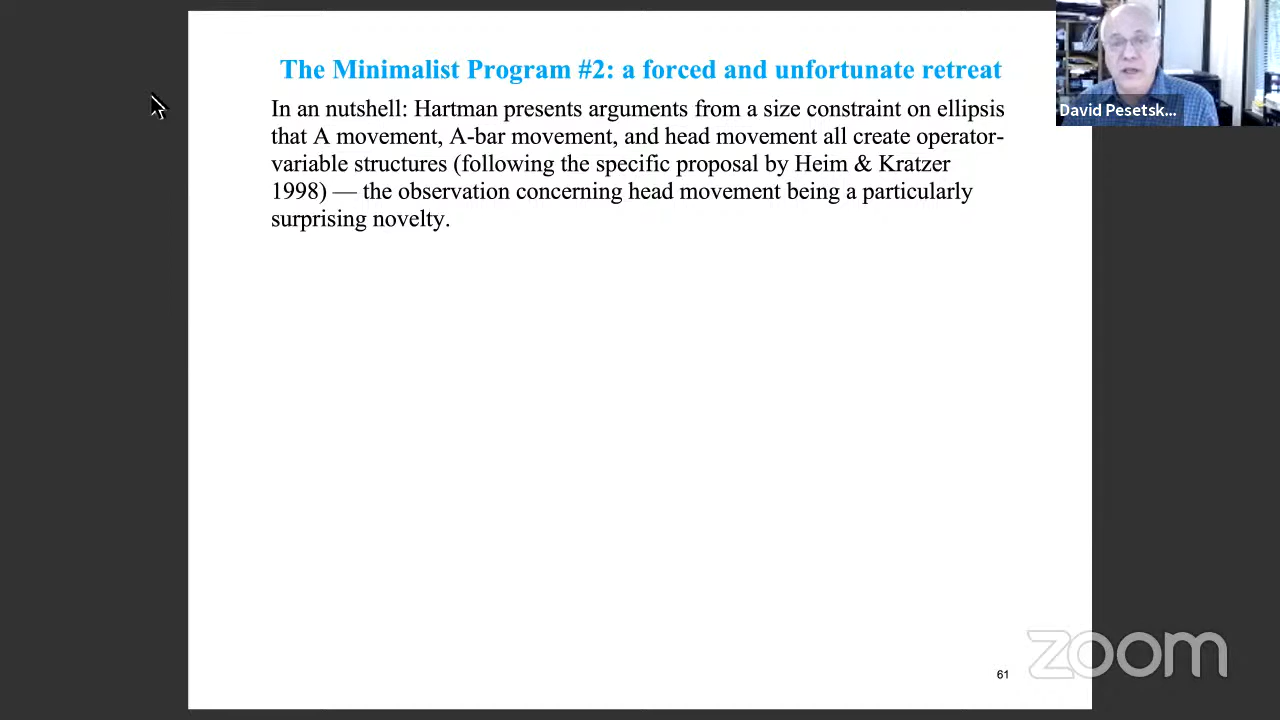 The Minimalist Program #2: a forced and unfortunate retreat
In an nutshell: Hartman presents arguments from a size constraint on ellipsis
that A movement, A-bar movement, and head movement all create operator-
variable structures (following the specific proposal by Heim & Kratzer
1998) — the observation concerning head movement being a particularly
surprising novelty.
David Pesetsk...
61
zoom